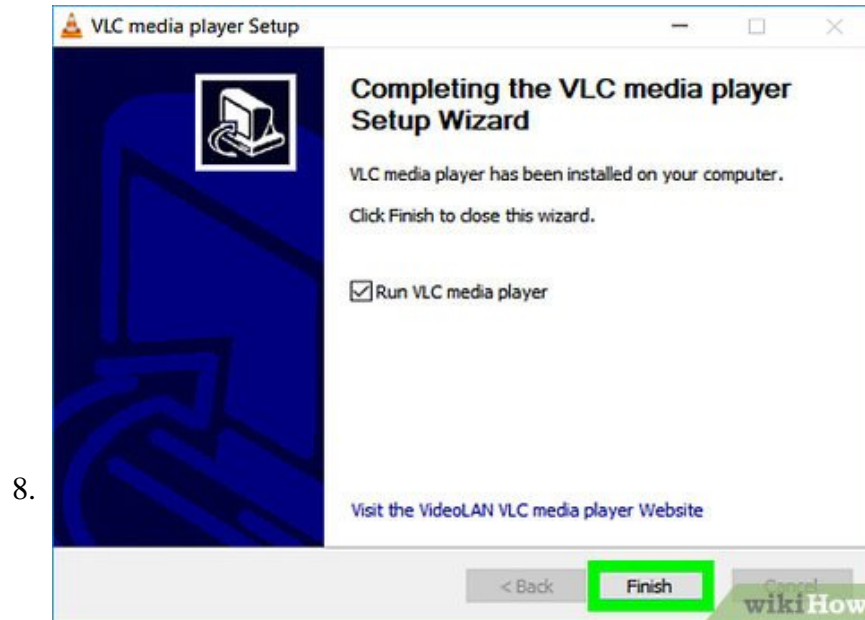 VLC media player Setup
Completing the VLC media player
Setup Wizard
VLC media player has been installed on your computer.
Click Finish to close this wizard.
Run VLC media player
8.
Visit the VideoLAN VLC media player Website
< Back Finish Cancel
wikiHow